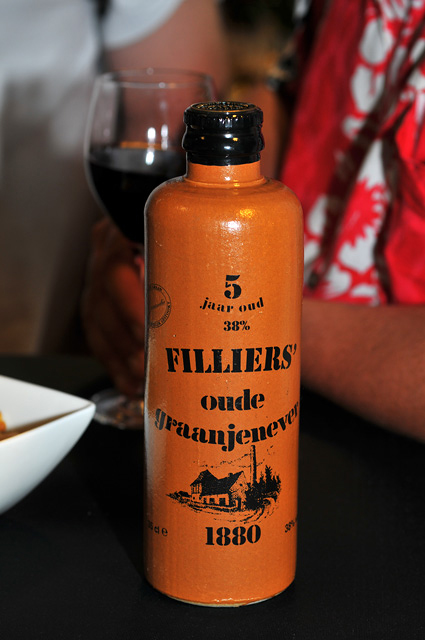 5
jaar oud
38%
FILLIERS'
oude
graanjenever
1880